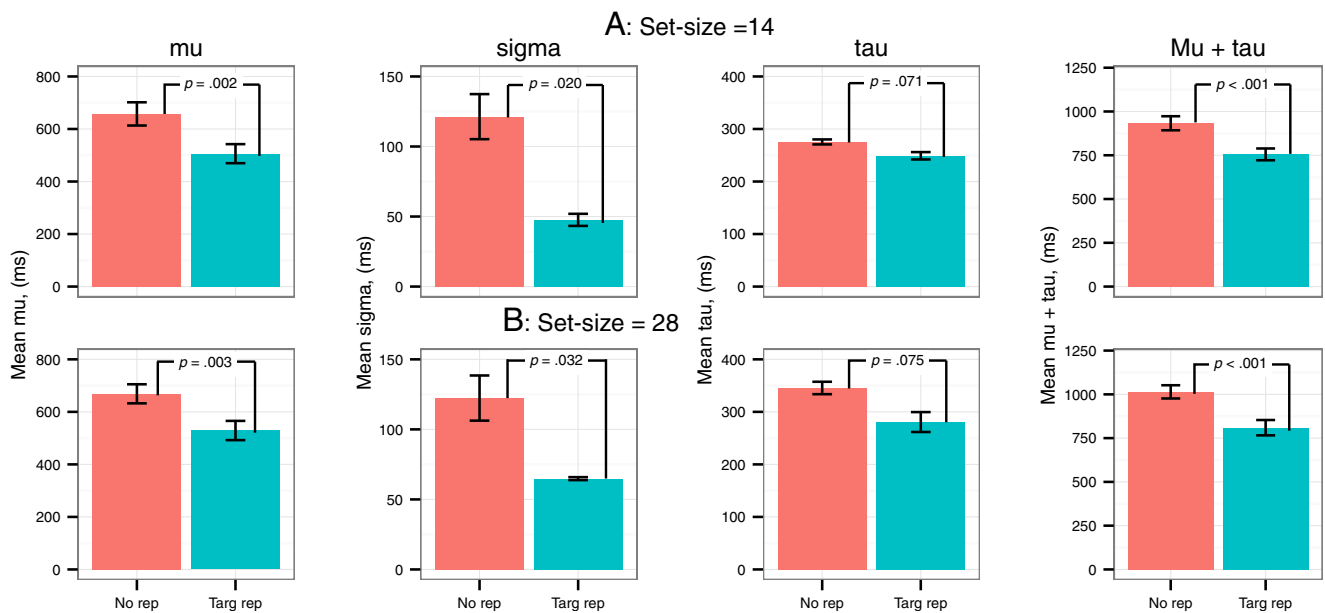 A: Set-size =14
mu
sigma
tau
Mu + tau
800
600
400
200
0
p = .002
150
100
50
0
p = .020
400
300
200
100
0
p = .071
1250
1000
750
500
250
0
p < .001
Mean mu, (ms)
Mean sigma, (ms)
Mean tau, (ms)
Mean mu + tau, (ms)
B: Set-size = 28
800
600
400
200
0
p = .003
No rep Targ rep
150
100
50
0
p = .032
No rep Targ rep
400
300
200
100
0
p = .075
No rep Targ rep
1250
1000
750
500
250
0
p < .001
No rep Targ rep